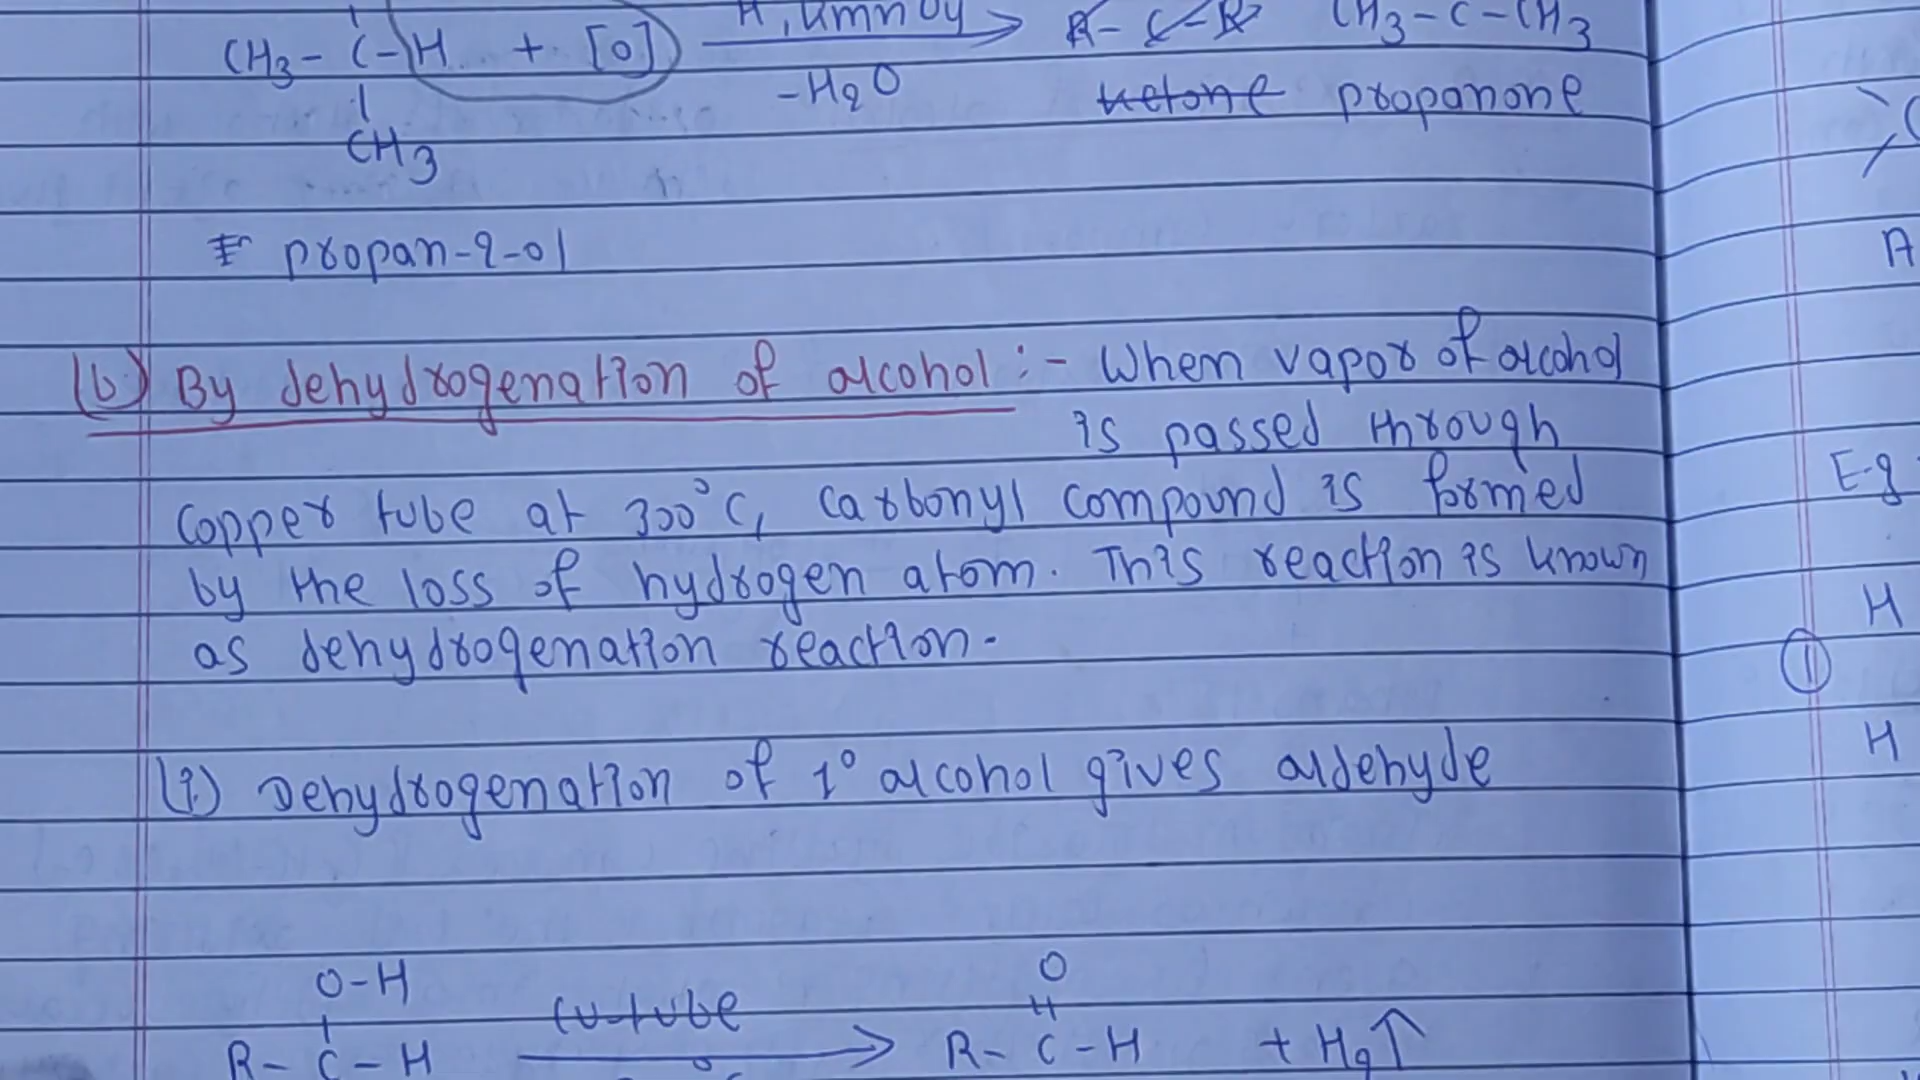 CH3 - C - H + [O] H, KMnO4 R - C - R CH3 - C - CH3
-H2O ketone propanone
CH3
propan-2-ol
(b) By dehydrogenation of alcohol :- When vapor of alcohol
is passed through
copper tube at 300°C, carbonyl compound is formed
by the loss of hydrogen atom. This reaction is known
as dehydrogenation reaction.
(i) Dehydrogenation of 1° alcohol gives aldehyde
O-H O
Cu-tube
R - C - H R - C - H + H2↑
A
E.g
H
1
H